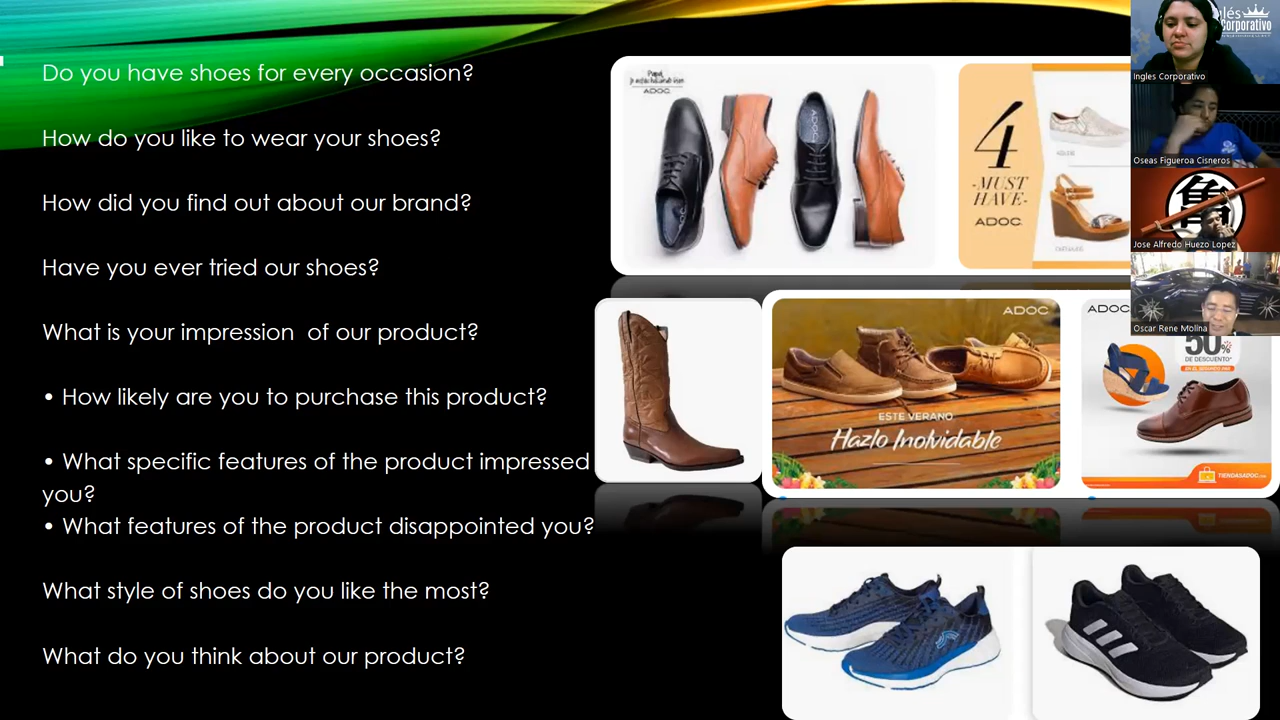 Do you have shoes for every occasion?
How do you like to wear your shoes?
How did you find out about our brand?
Have you ever tried our shoes?
What is your impression  of our product?
• How likely are you to purchase this product?
• What specific features of the product impressed
you?
• What features of the product disappointed you?
What style of shoes do you like the most?
What do you think about our product?
Papá,
ADOC
ADOC
4
-MUST
HAVE-
ADOC
ADOC
ESTE VERANO
Hazlo Inolvidable
ADOC
50%
DE DESCUENTO*
TIENDASADOC.
glés
Corporativo
Ingles Corporativo
Oseas Figueroa Cisneros
亀
Jose Alfredo Huezo Lopez
Oscar Rene Molina